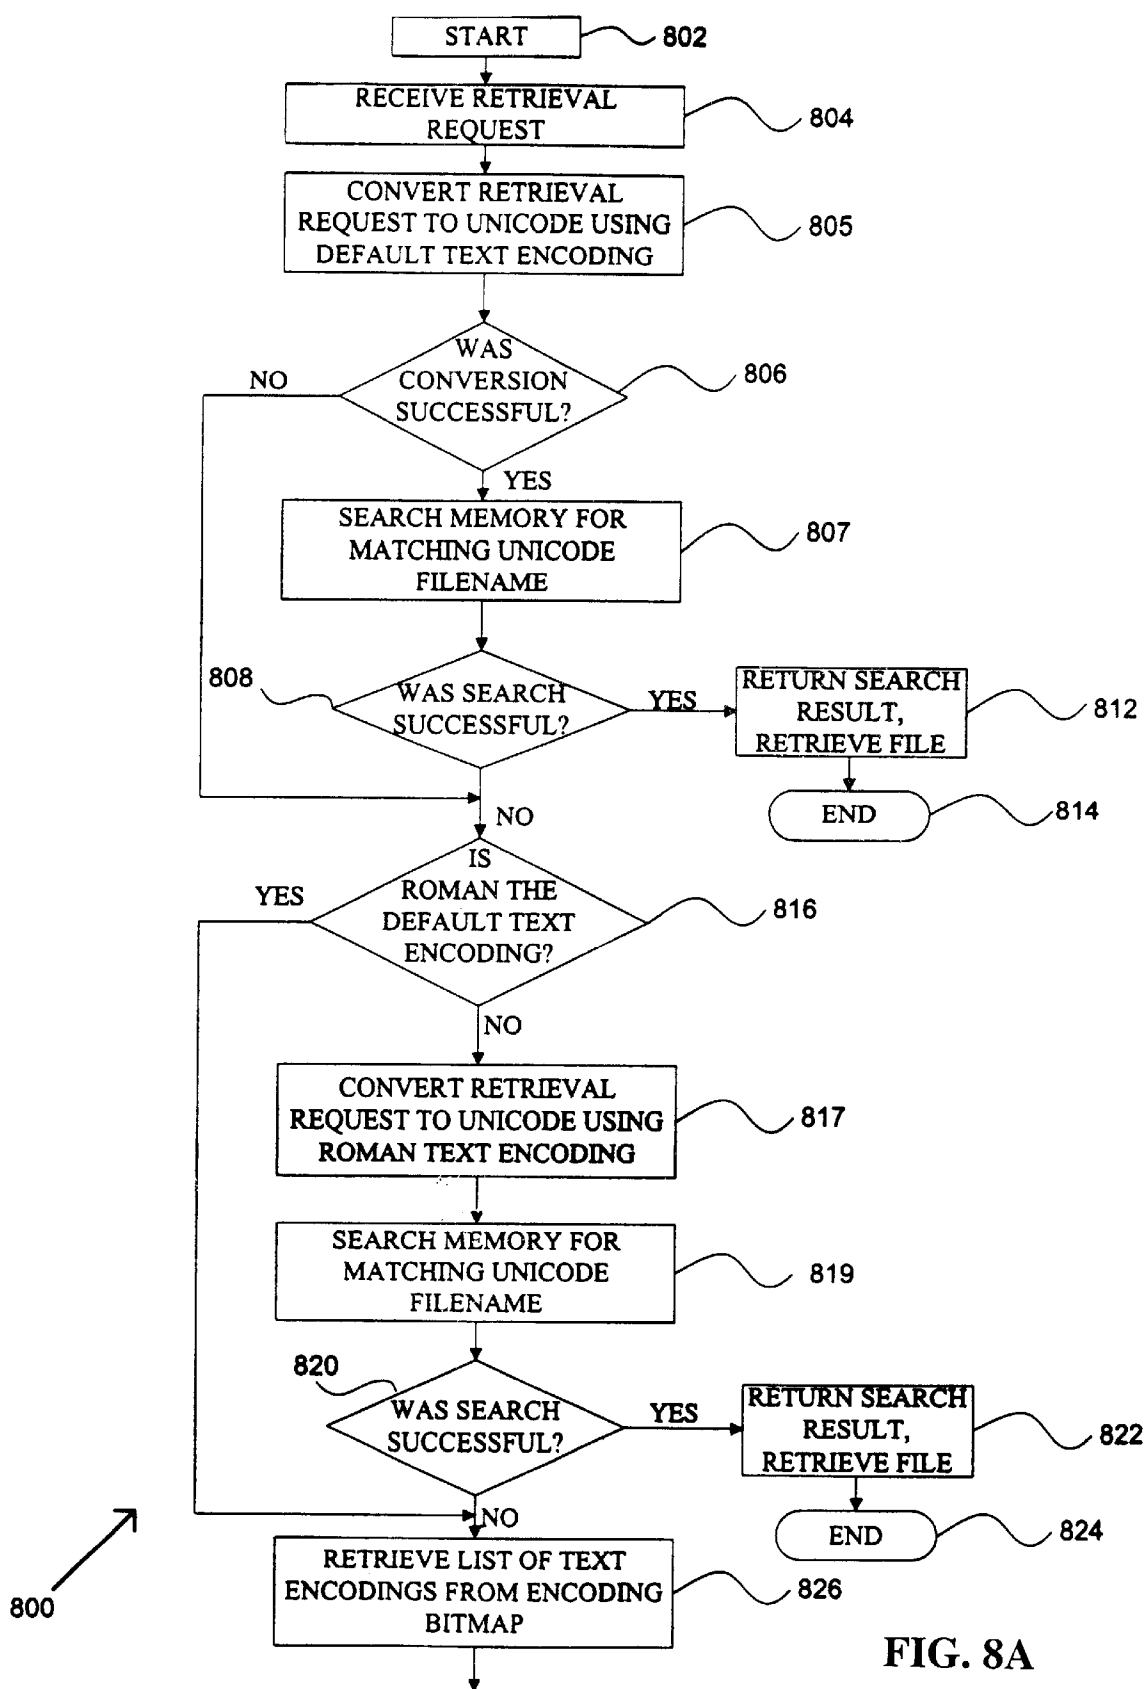 START
802
RECEIVE RETRIEVAL
REQUEST
804
CONVERT RETRIEVAL
REQUEST TO UNICODE USING
DEFAULT TEXT ENCODING
805
WAS
CONVERSION
SUCCESSFUL?
806
NO
YES
SEARCH MEMORY FOR
MATCHING UNICODE
FILENAME
807
808
WAS SEARCH
SUCCESSFUL?
YES
RETURN SEARCH
RESULT,
RETRIEVE FILE
812
END
814
NO
IS
ROMAN THE
DEFAULT TEXT
ENCODING?
816
YES
NO
CONVERT RETRIEVAL
REQUEST TO UNICODE USING
ROMAN TEXT ENCODING
817
SEARCH MEMORY FOR
MATCHING UNICODE
FILENAME
819
820
WAS SEARCH
SUCCESSFUL?
YES
RETURN SEARCH
RESULT,
RETRIEVE FILE
822
END
824
NO
RETRIEVE LIST OF TEXT
ENCODINGS FROM ENCODING
BITMAP
826
800
FIG. 8A